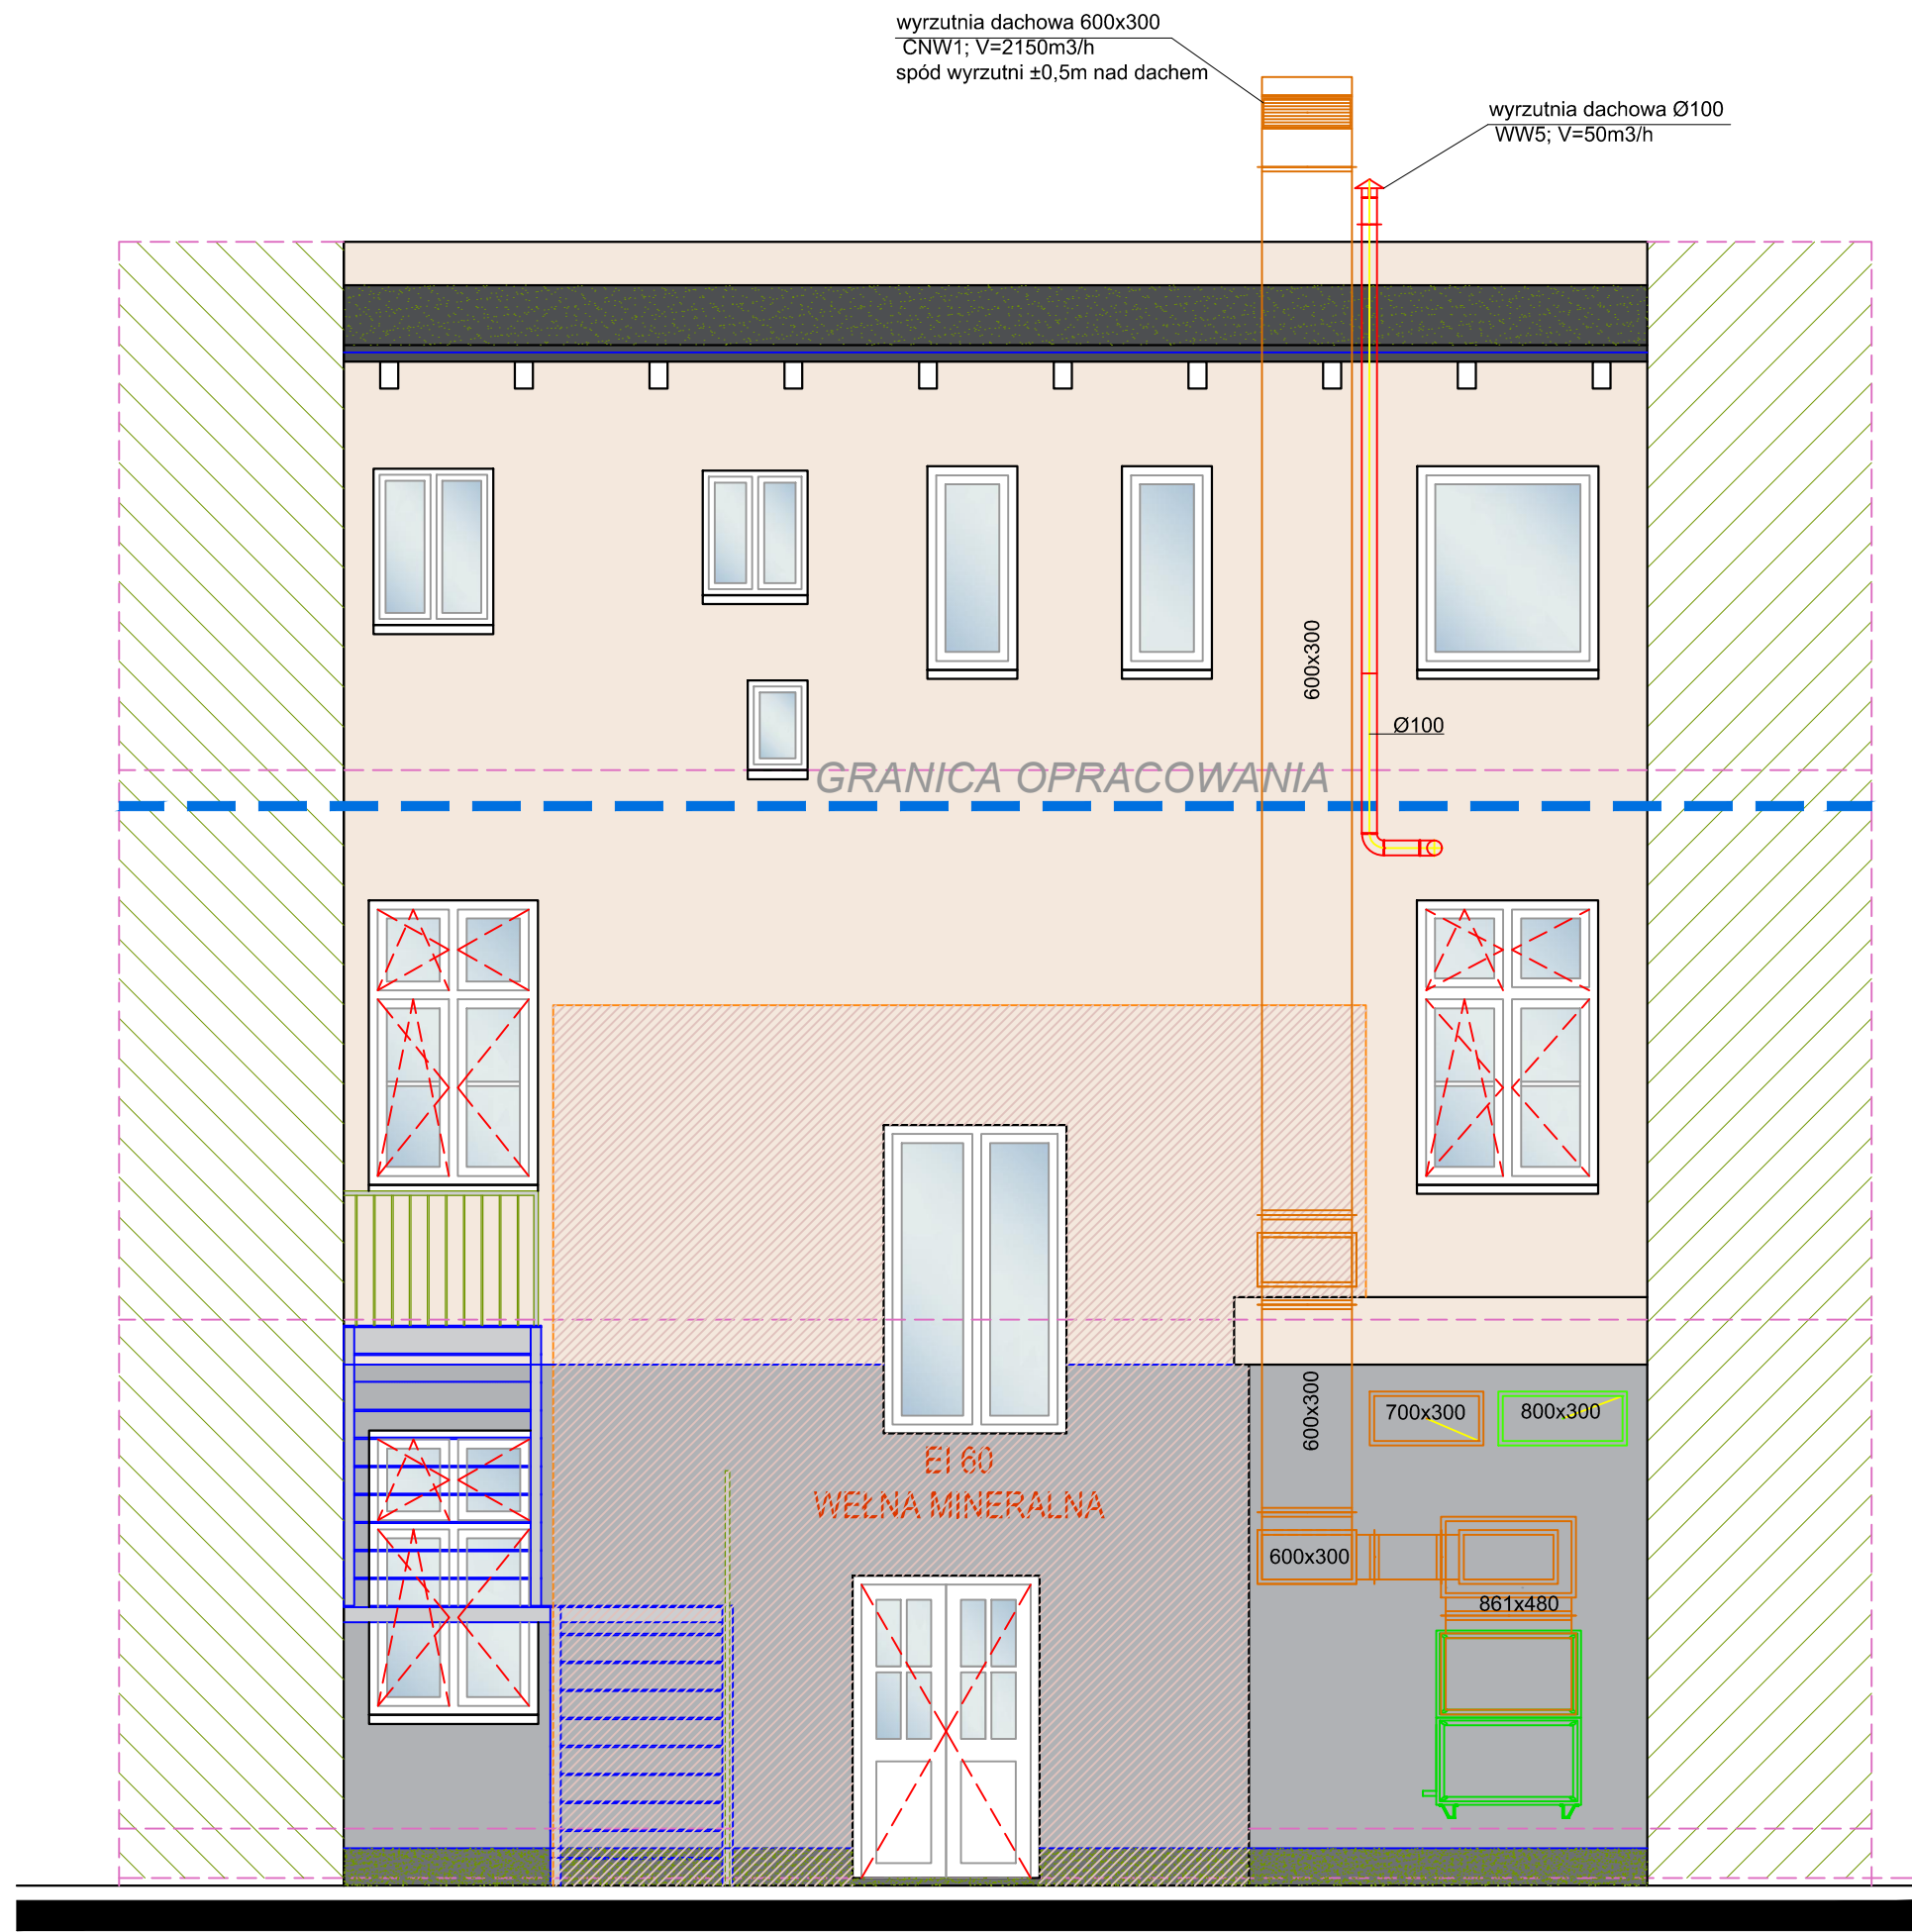 wyrzutnia dachowa 600x300
CNW1; V=2150m3/h
spód wyrzutni ±0,5m nad dachem
wyrzutnia dachowa Ø100
WW5; V=50m3/h
600x300
Ø100
GRANICA OPRACOWANIA
600x300
700x300
800x300
EI 60
WEŁNA MINERALNA
600x300
861x480